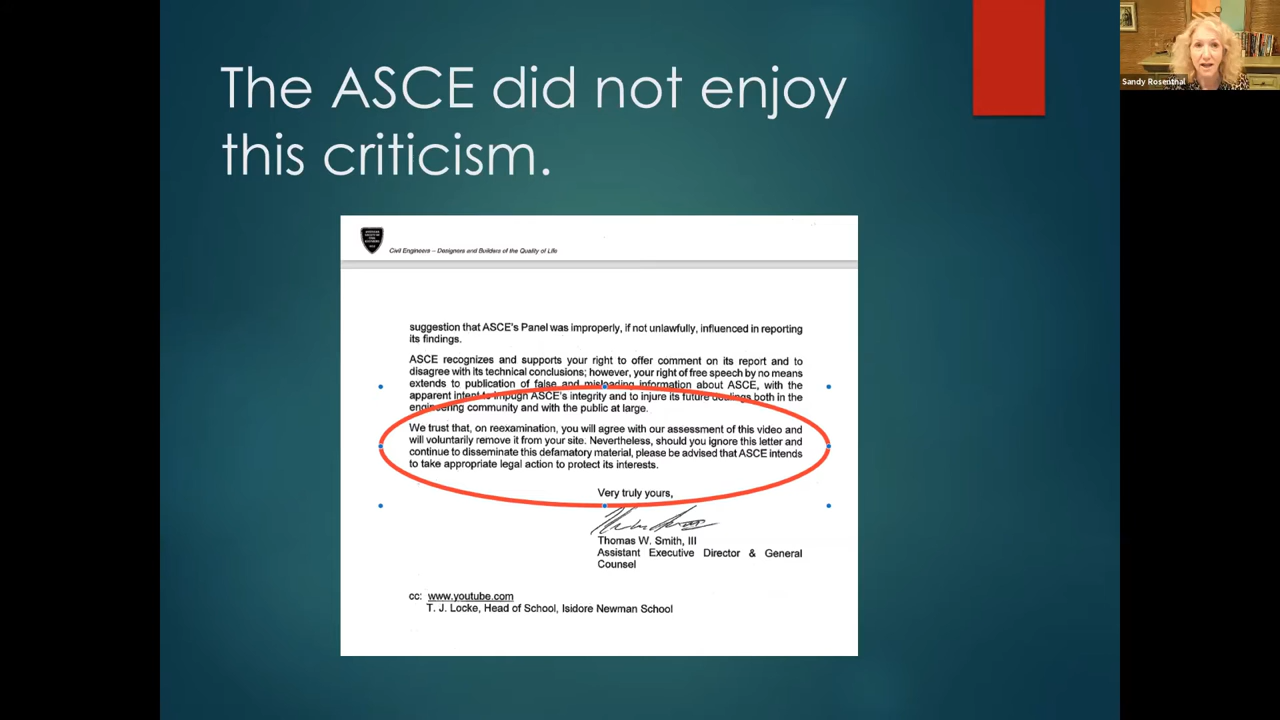 The ASCE did not enjoy
this criticism.
Sandy Rosenthal
Civil Engineers – Designers and Builders of the Quality of Life
suggestion that ASCE's Panel was improperly, if not unlawfully, influenced in reporting
its findings.
ASCE recognizes and supports your right to offer comment on its report and to
disagree with its technical conclusions; however, your right of free speech by no means
extends to publication of false and misleading information about ASCE, with the
apparent intent to impugn ASCE's integrity and to injure its future dealings both in the
engineering community and with the public at large.
We trust that, on reexamination, you will agree with our assessment of this video and
will voluntarily remove it from your site. Nevertheless, should you ignore this letter and
continue to disseminate this defamatory material, please be advised that ASCE intends
to take appropriate legal action to protect its interests.
Very truly yours,
Thomas W. Smith, III
Assistant Executive Director & General
Counsel
cc: www.youtube.com
T. J. Locke, Head of School, Isidore Newman School